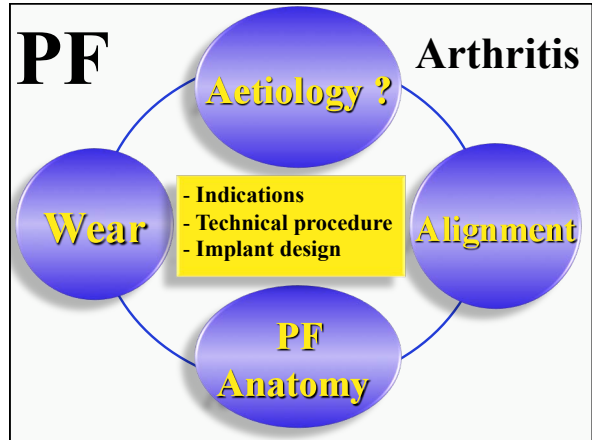 PF
Arthritis
Aetiology ?
Wear
- Indications
- Technical procedure
- Implant design
Alignment
PF
Anatomy